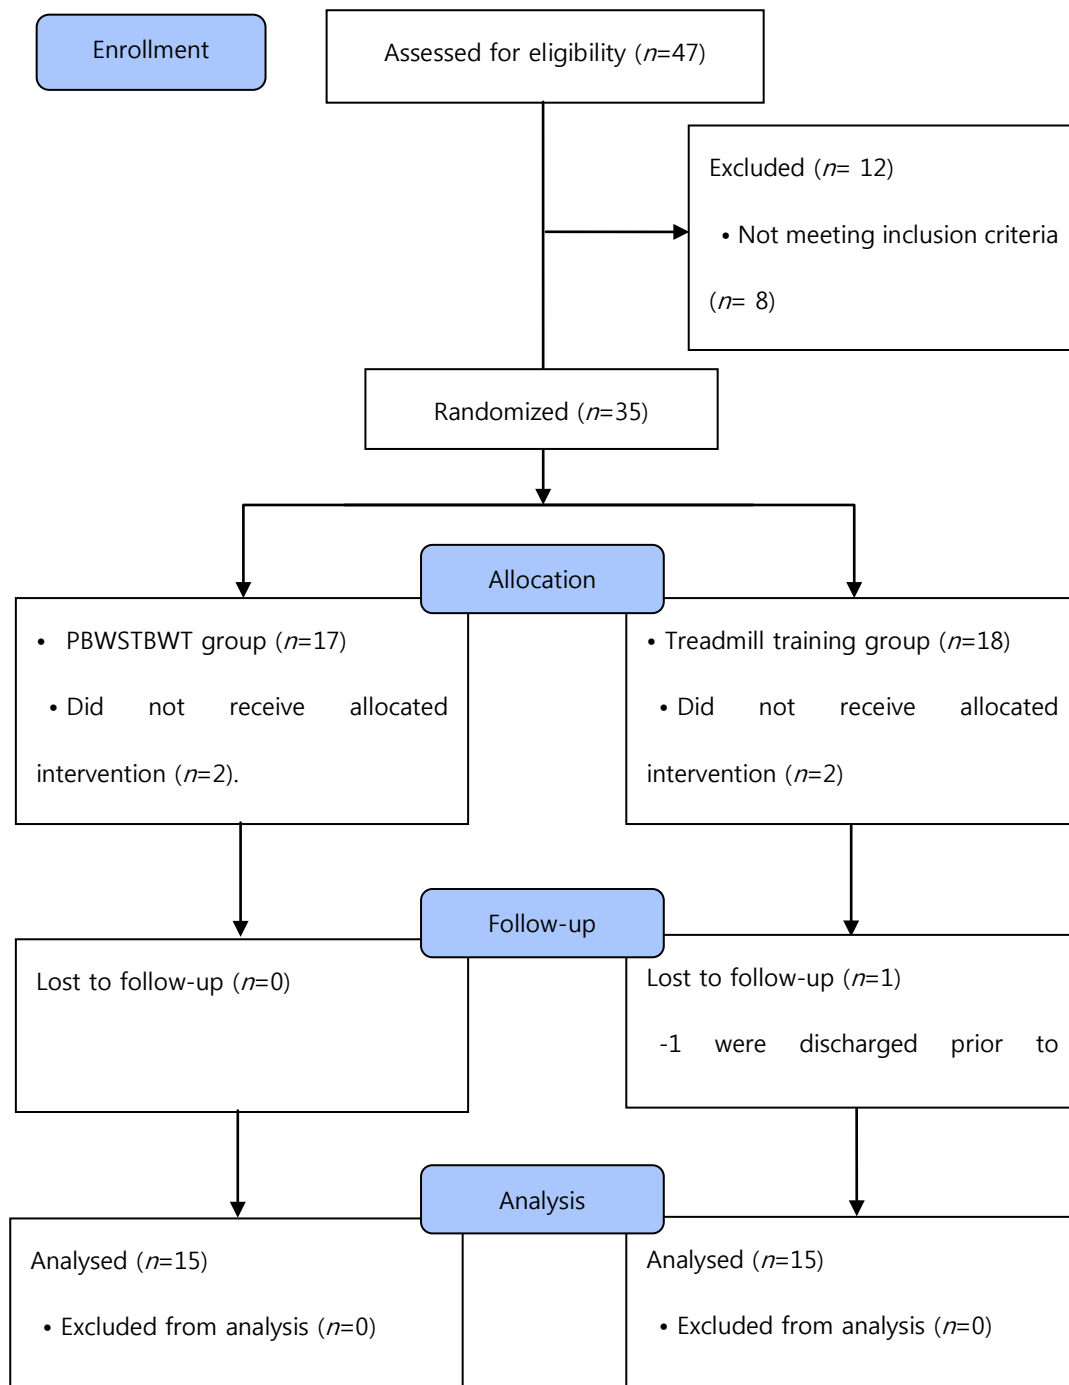 Enrollment
Assessed for eligibility (n=47)
Excluded (n= 12)
• Not meeting inclusion criteria
(n= 8)
Randomized (n=35)
Allocation
• PBWSTBWT group (n=17)
• Did not receive allocated
intervention (n=2).
• Treadmill training group (n=18)
• Did not receive allocated
intervention (n=2)
Follow-up
Lost to follow-up (n=0)
Lost to follow-up (n=1)
-1 were discharged prior to
Analysis
Analysed (n=15)
• Excluded from analysis (n=0)
Analysed (n=15)
• Excluded from analysis (n=0)